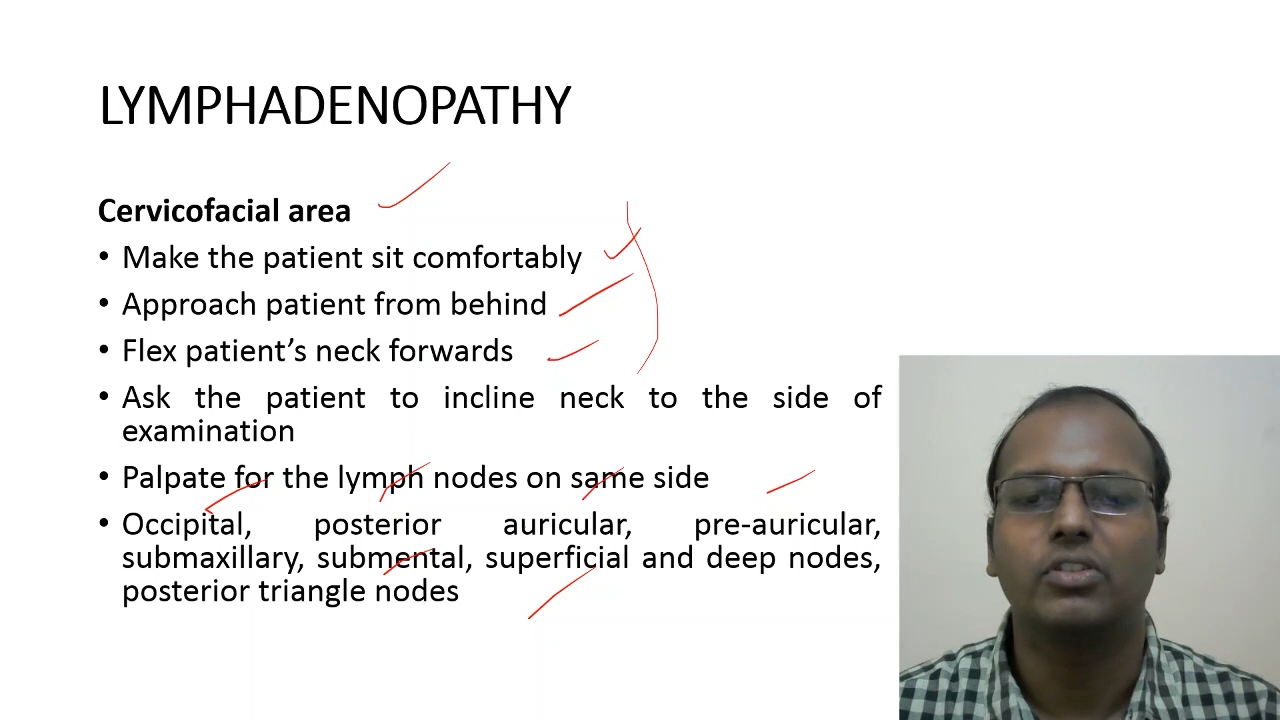 LYMPHADENOPATHY
Cervicofacial area
• Make the patient sit comfortably
• Approach patient from behind
• Flex patient’s neck forwards
• Ask the patient to incline neck to the side of
examination
• Palpate for the lymph nodes on same side
• Occipital, posterior auricular, pre-auricular,
submaxillary, submental, superficial and deep nodes,
posterior triangle nodes